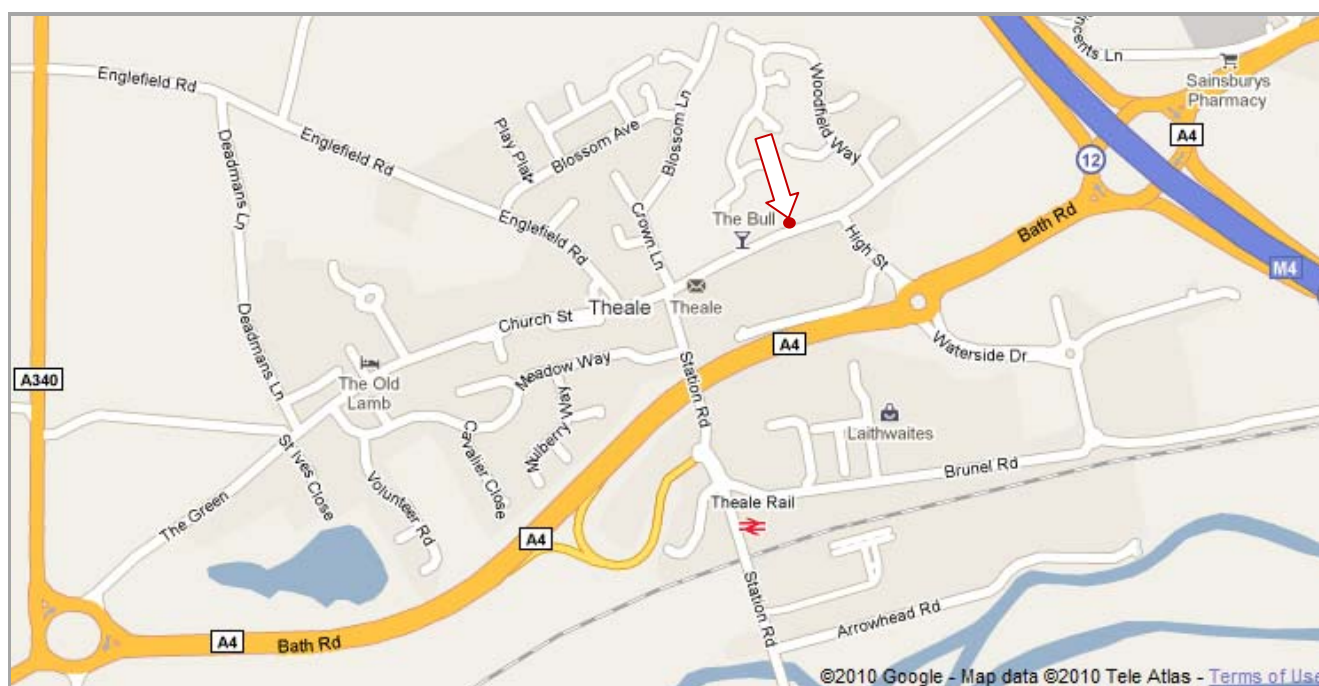 Englefield Rd
Deadmans Ln
Englefield Rd
Play Platt
Blossom Ave
Blossom Ln
Woodfield Way
Sainsburys
Pharmacy
A4
12
Englefield Rd
Crown Ln
The Bull
High St
Bath Rd
M4
Theale
Theale
Church St
Deadmans Ln
A340
The Old
Lamb
Meadow Way
Station Rd
A4
Waterside Dr
Mulberry Way
Cavalier Close
Laithwaites
St Ives Close
Volunteer Rd
The Green
Brunel Rd
Theale Rail
A4
Station Rd
Arrowhead Rd
A4
Bath Rd
©2010 Google - Map data ©2010 Tele Atlas - Terms of Use